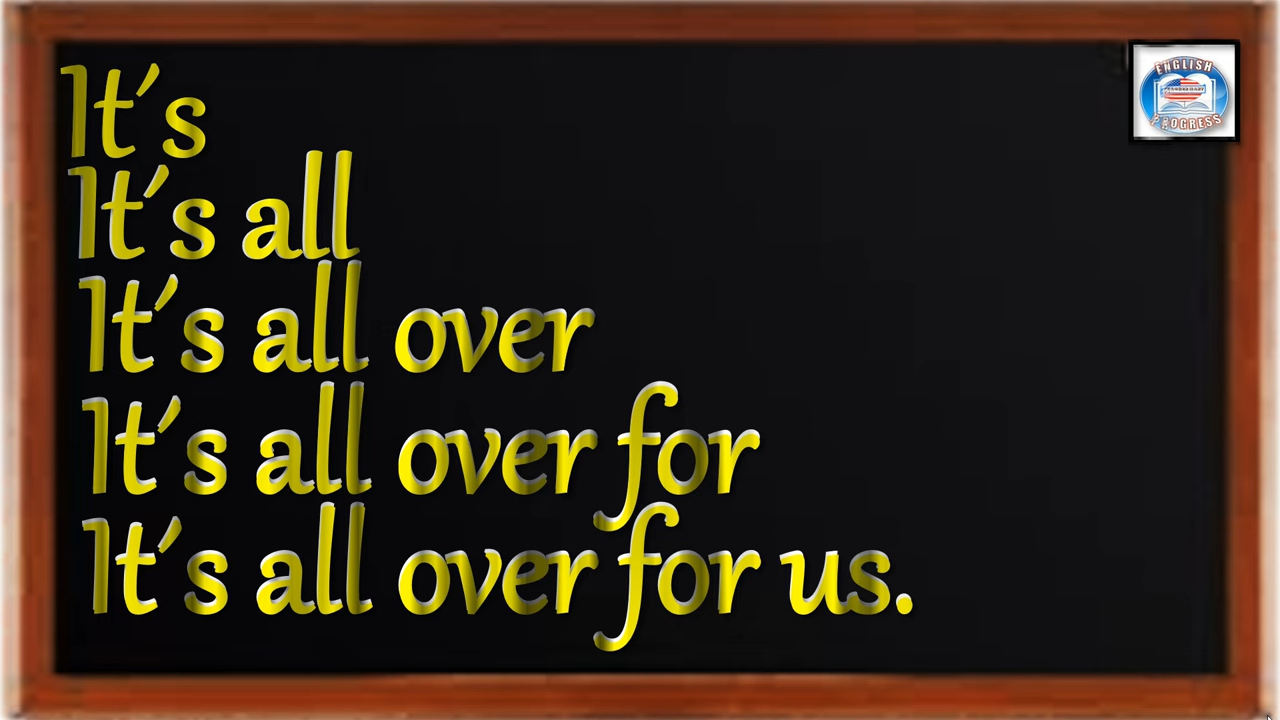 It's
It's all
It's all over
It's all over for
It's all over for us.
ENGLISH
PROGRESS